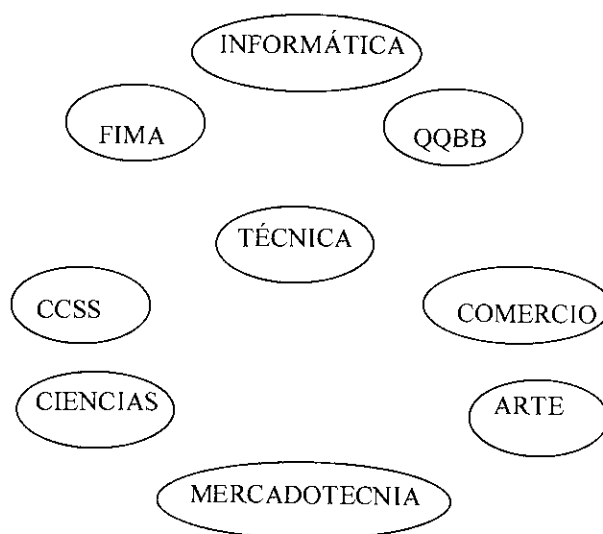 INFORMÁTICA
FIMA
QQBB
TÉCNICA
CCSS
COMERCIO
CIENCIAS
ARTE
MERCADOTECNIA